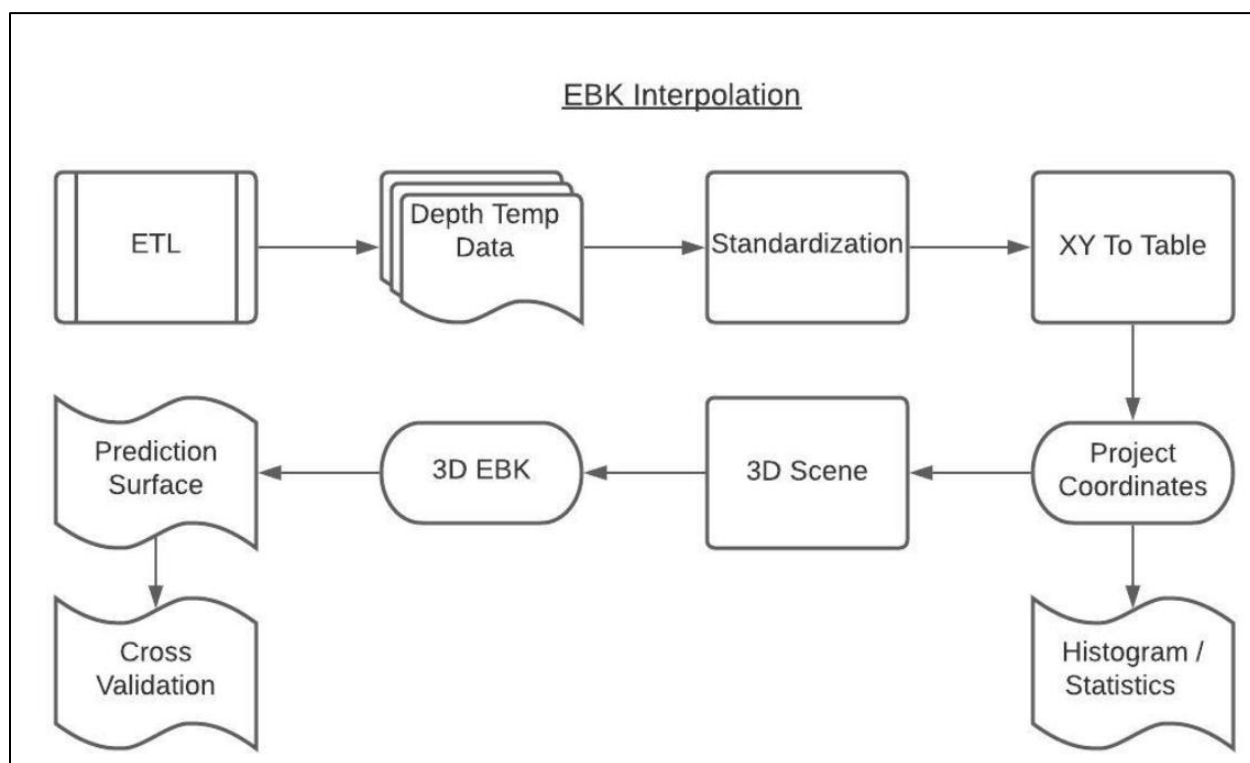 EBK Interpolation
ETL
Depth Temp
Data
Standardization
XY To Table
Project
Coordinates
3D Scene
3D EBK
Prediction
Surface
Cross
Validation
Histogram /
Statistics